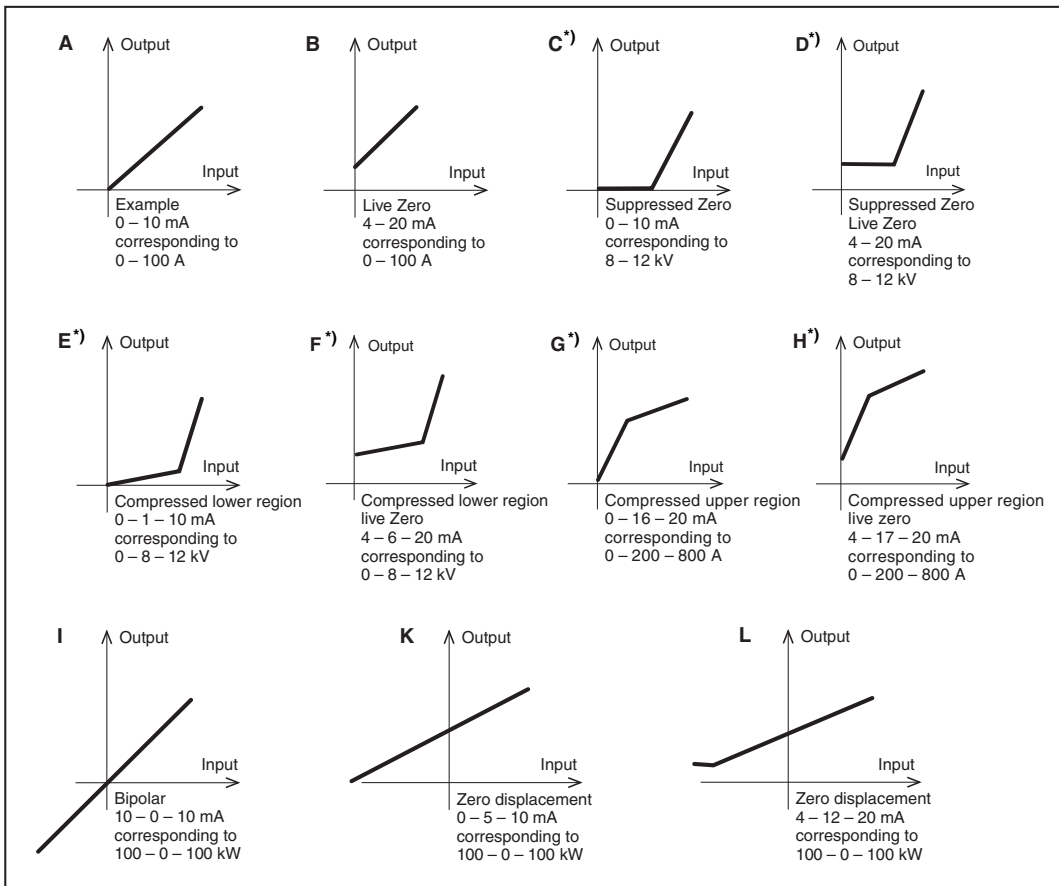 A
Output
Input
Example
0 – 10 mA
corresponding to
0 – 100 A
B
Output
Input
Live Zero
4 – 20 mA
corresponding to
0 – 100 A
C*)
Output
Input
Suppressed Zero
0 – 10 mA
corresponding to
8 – 12 kV
D*)
Output
Input
Suppressed Zero
Live Zero
4 – 20 mA
corresponding to
8 – 12 kV
E*)
Output
Input
Compressed lower region
0 – 1 – 10 mA
corresponding to
0 – 8 – 12 kV
F*)
Output
Input
Compressed lower region
live Zero
4 – 6 – 20 mA
corresponding to
0 – 8 – 12 kV
G*)
Output
Input
Compressed upper region
0 – 16 – 20 mA
corresponding to
0 – 200 – 800 A
H*)
Output
Input
Compressed upper region
live zero
4 – 17 – 20 mA
corresponding to
0 – 200 – 800 A
I
Output
Input
Bipolar
10 – 0 – 10 mA
corresponding to
100 – 0 – 100 kW
K
Output
Input
Zero displacement
0 – 5 – 10 mA
corresponding to
100 – 0 – 100 kW
L
Output
Input
Zero displacement
4 – 12 – 20 mA
corresponding to
100 – 0 – 100 kW